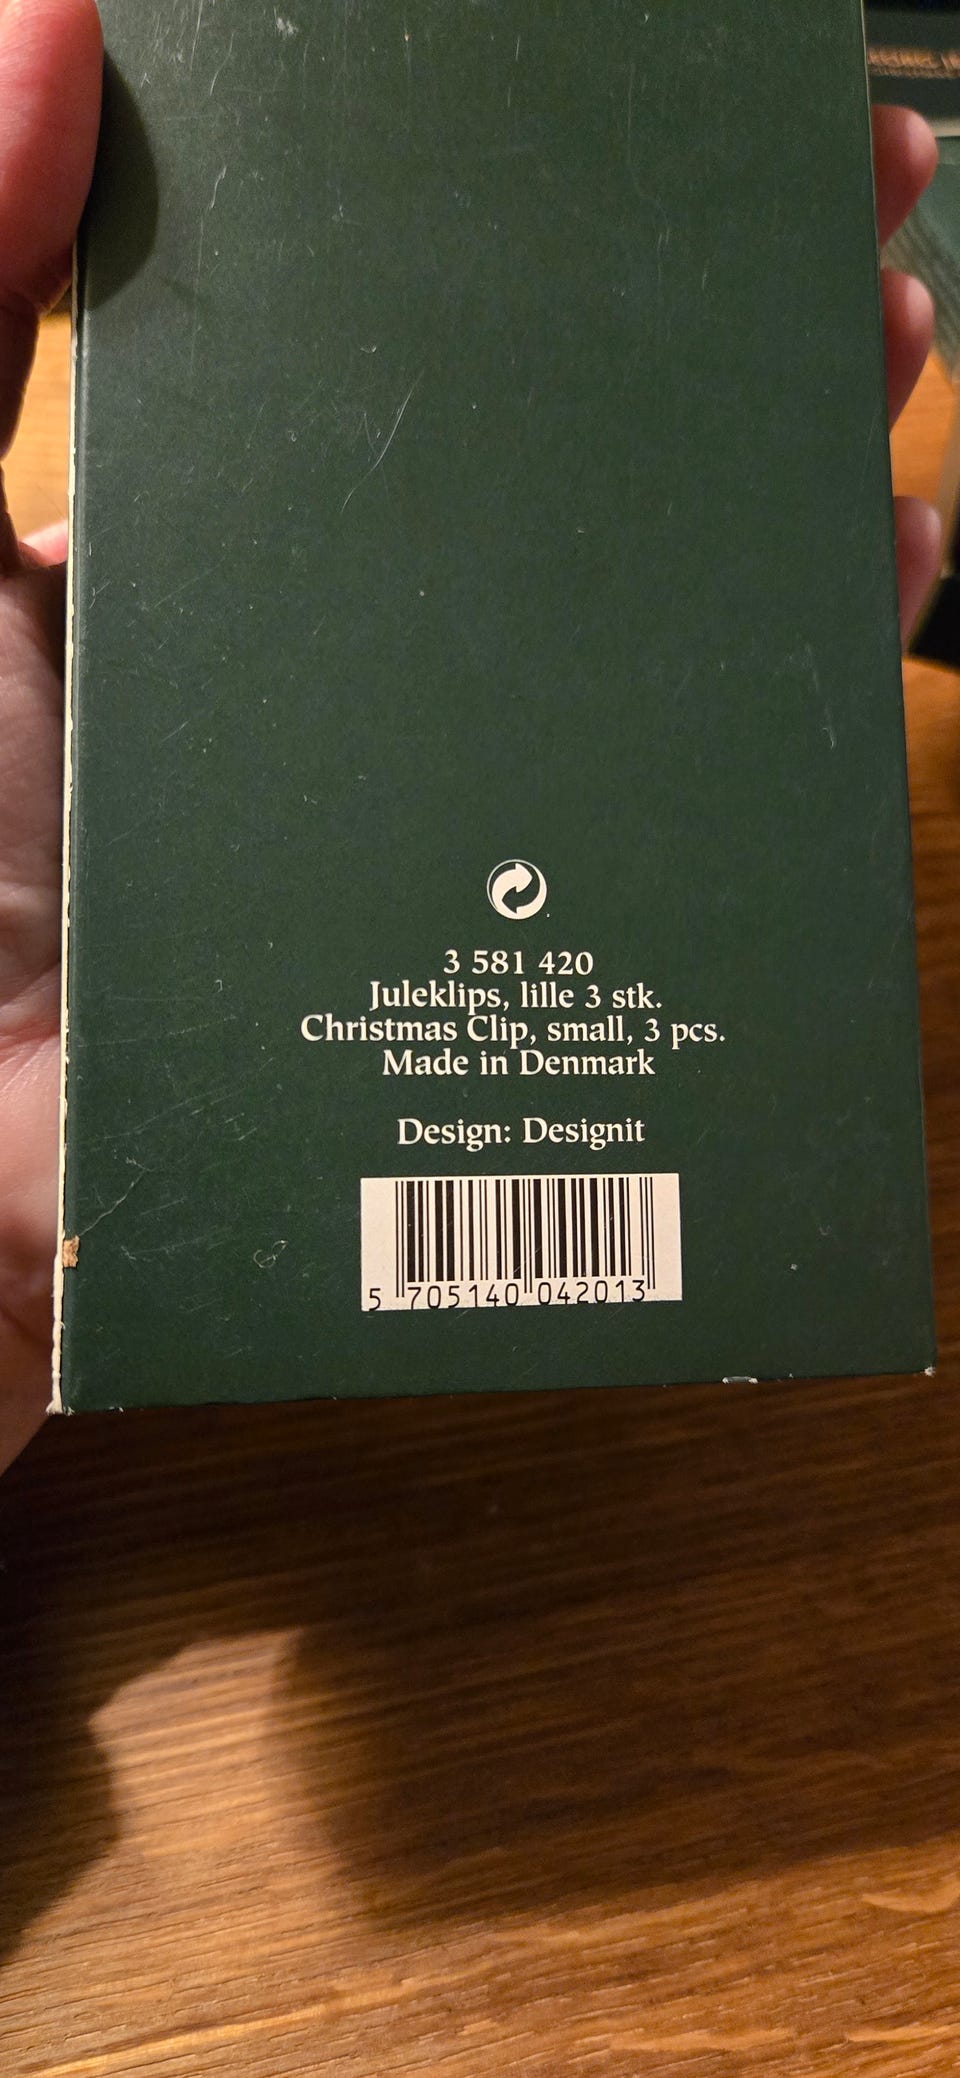 3 581 420
Juleklips, lille 3 stk.
Christmas Clip, small, 3 pcs.
Made in Denmark
Design: Designit
5 705140 042013